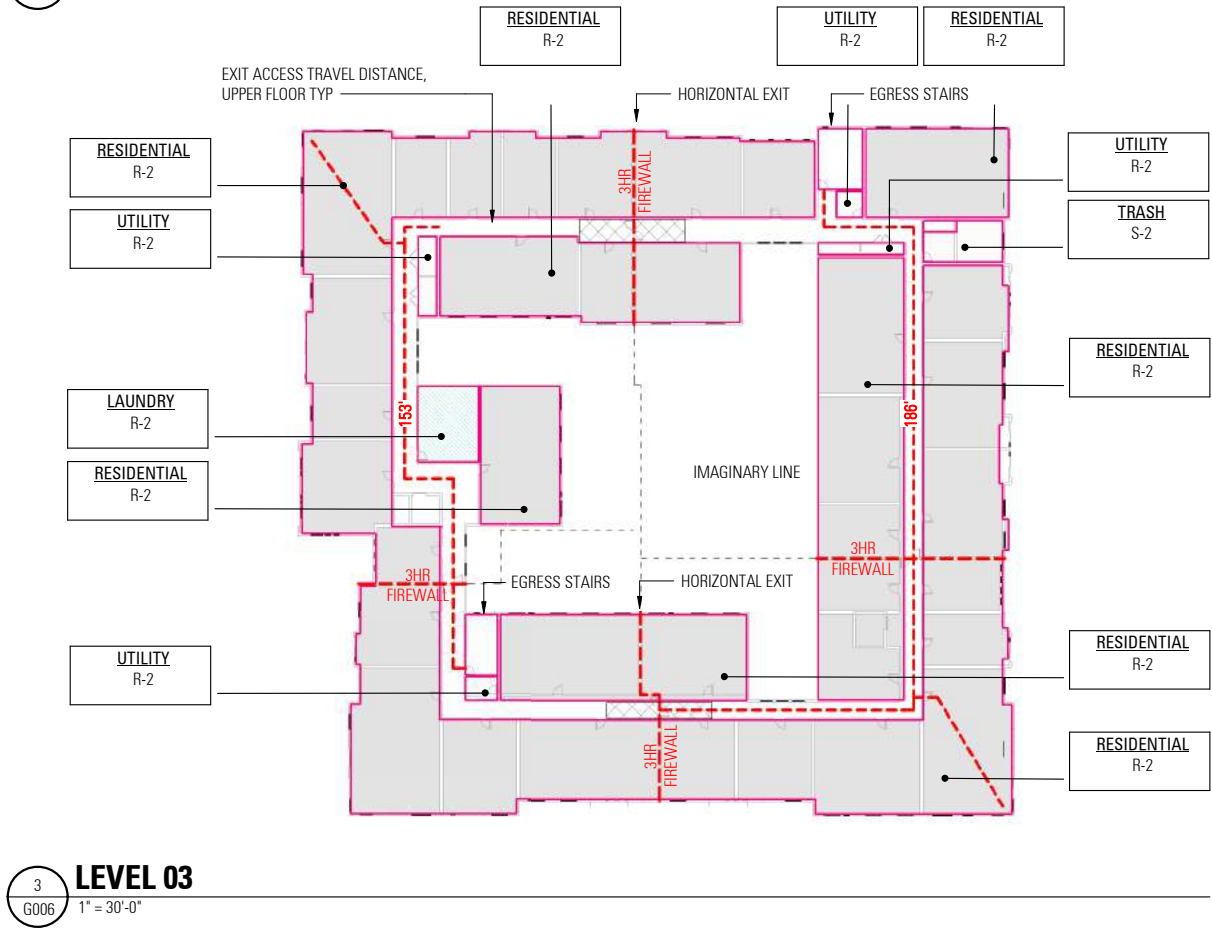 RESIDENTIAL
R-2
UTILITY
R-2
RESIDENTIAL
R-2
EXIT ACCESS TRAVEL DISTANCE,
UPPER FLOOR TYP
HORIZONTAL EXIT
EGRESS STAIRS
RESIDENTIAL
R-2
UTILITY
R-2
3HR
FIREWALL
UTILITY
R-2
TRASH
S-2
RESIDENTIAL
R-2
LAUNDRY
R-2
153'
186'
RESIDENTIAL
R-2
IMAGINARY LINE
3HR
FIREWALL
3HR
FIREWALL
EGRESS STAIRS
HORIZONTAL EXIT
UTILITY
R-2
RESIDENTIAL
R-2
3HR
FIREWALL
RESIDENTIAL
R-2
3
G006
LEVEL 03
1" = 30'-0"